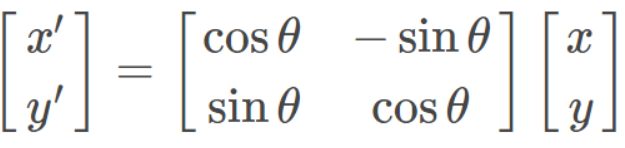 [x′ y′] = [cos θ − sin θ sin θ cos θ] [x y]